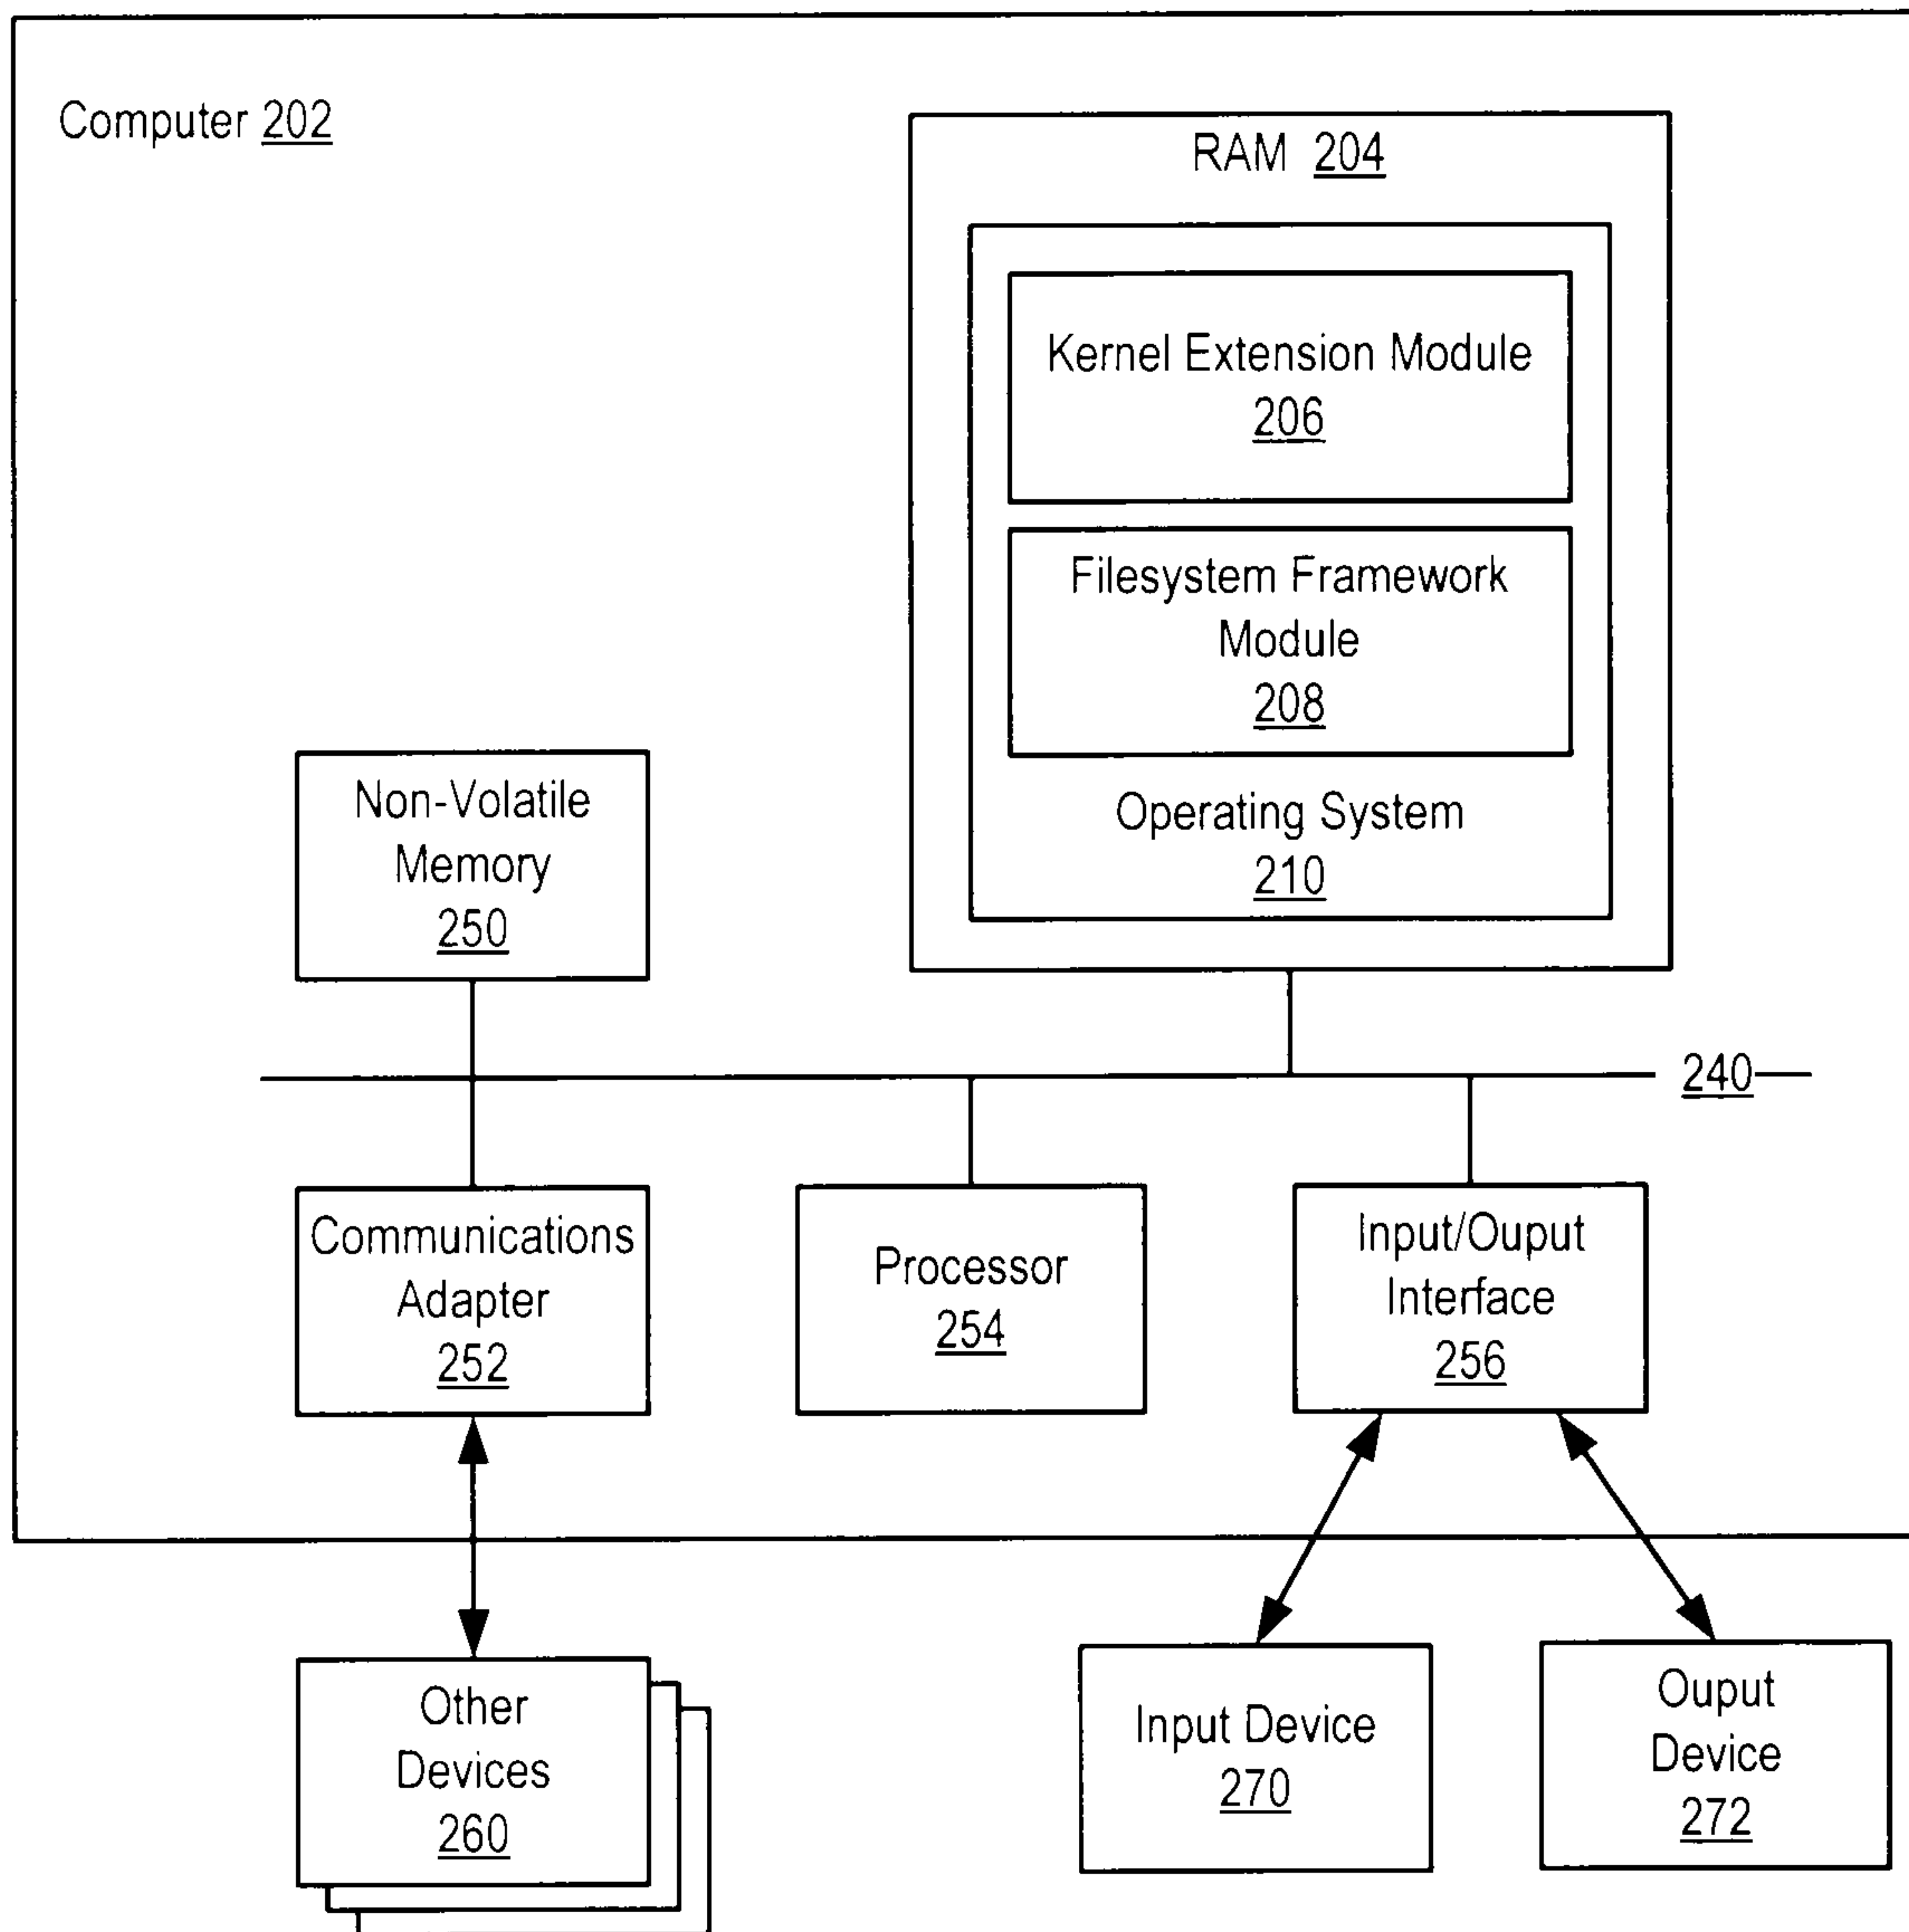 Computer 202
RAM 204
Kernel Extension Module
206
Filesystem Framework
Module
208
Operating System
210
Non-Volatile
Memory
250
240
Communications
Adapter
252
Processor
254
Input/Ouput
Interface
256
Other
Devices
260
Input Device
270
Ouput
Device
272